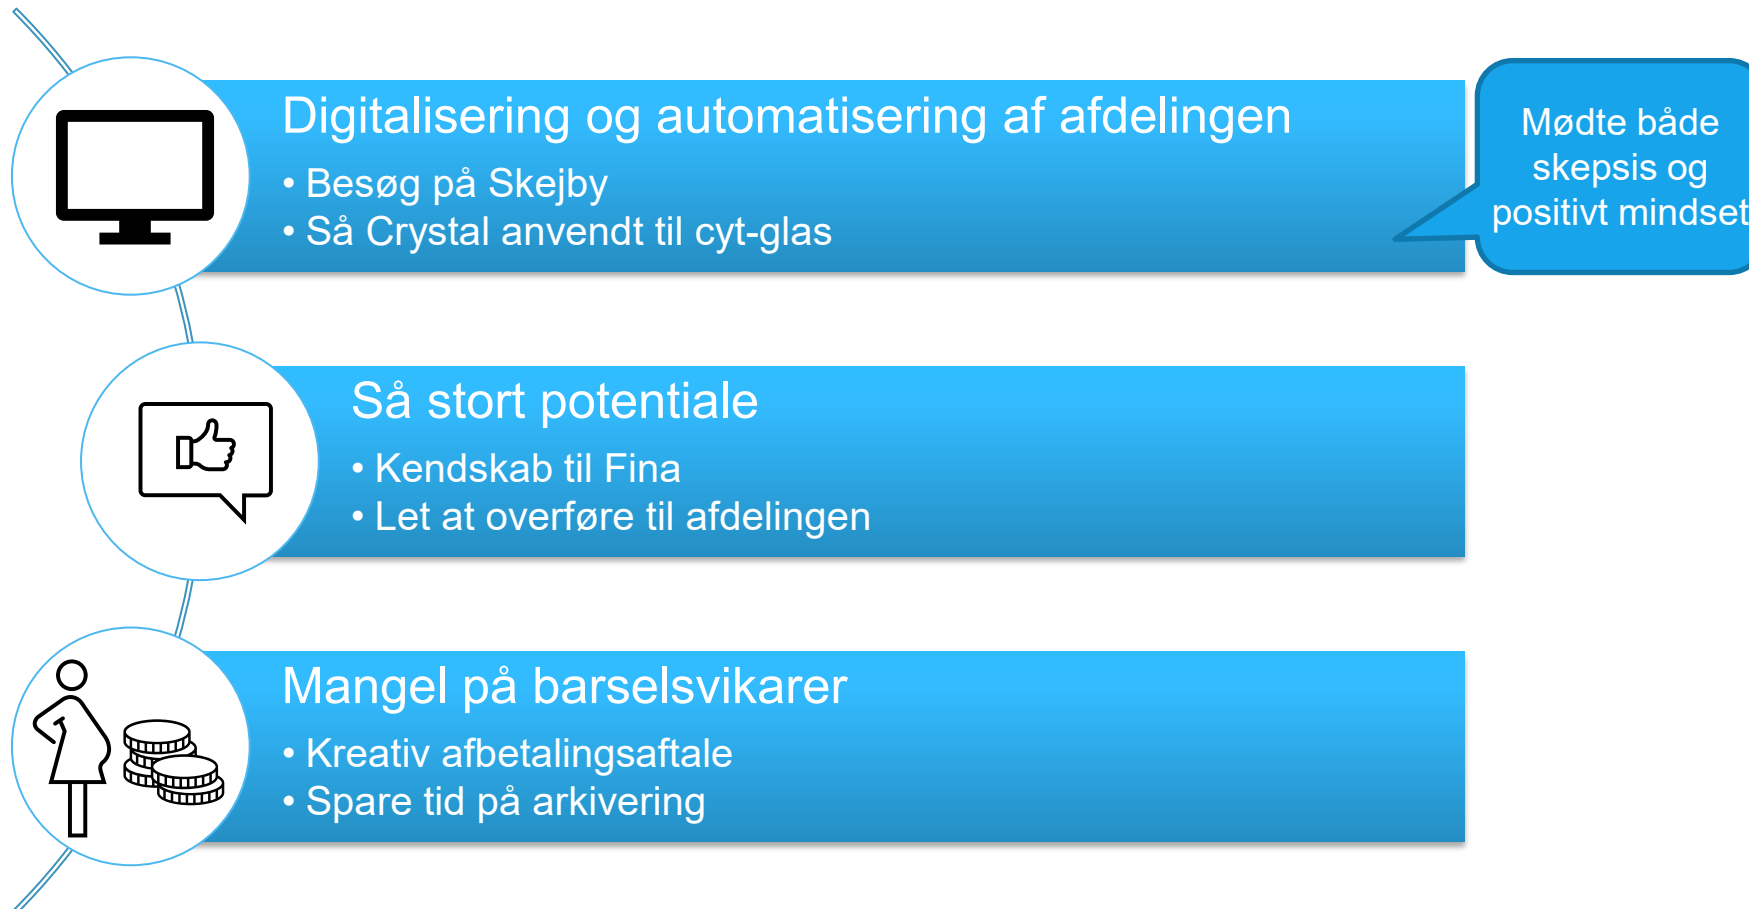 Digitalisering og automatisering af afdelingen
• Besøg på Skejby
• Så Crystal anvendt til cyt-glas
Mødte både
skepsis og
positivt mindset
Så stort potentiale
• Kendskab til Fina
• Let at overføre til afdelingen
Mangel på barselsvikarer
• Kreativ afbetalingsaftale
• Spare tid på arkivering